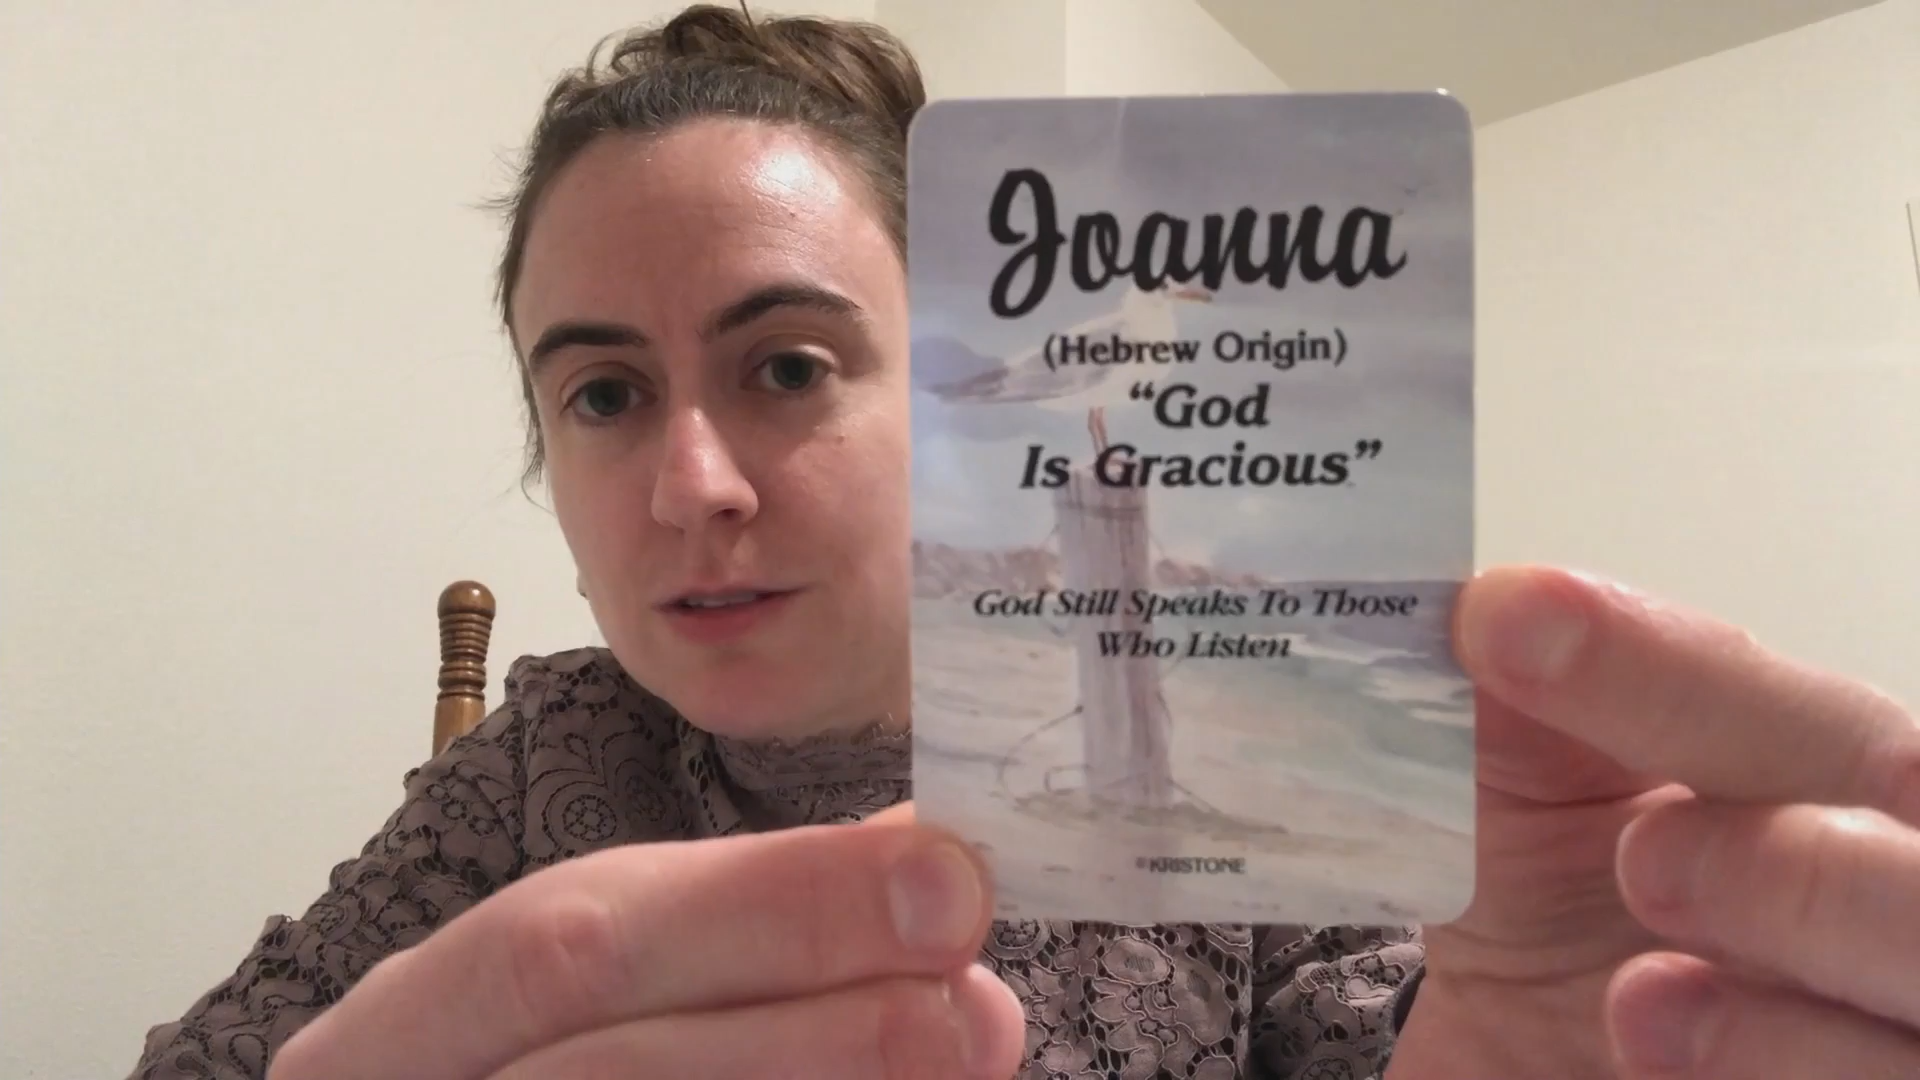 Joanna
(Hebrew Origin)
“God
Is Gracious”
God Still Speaks To Those
Who Listen
©KRISTONE